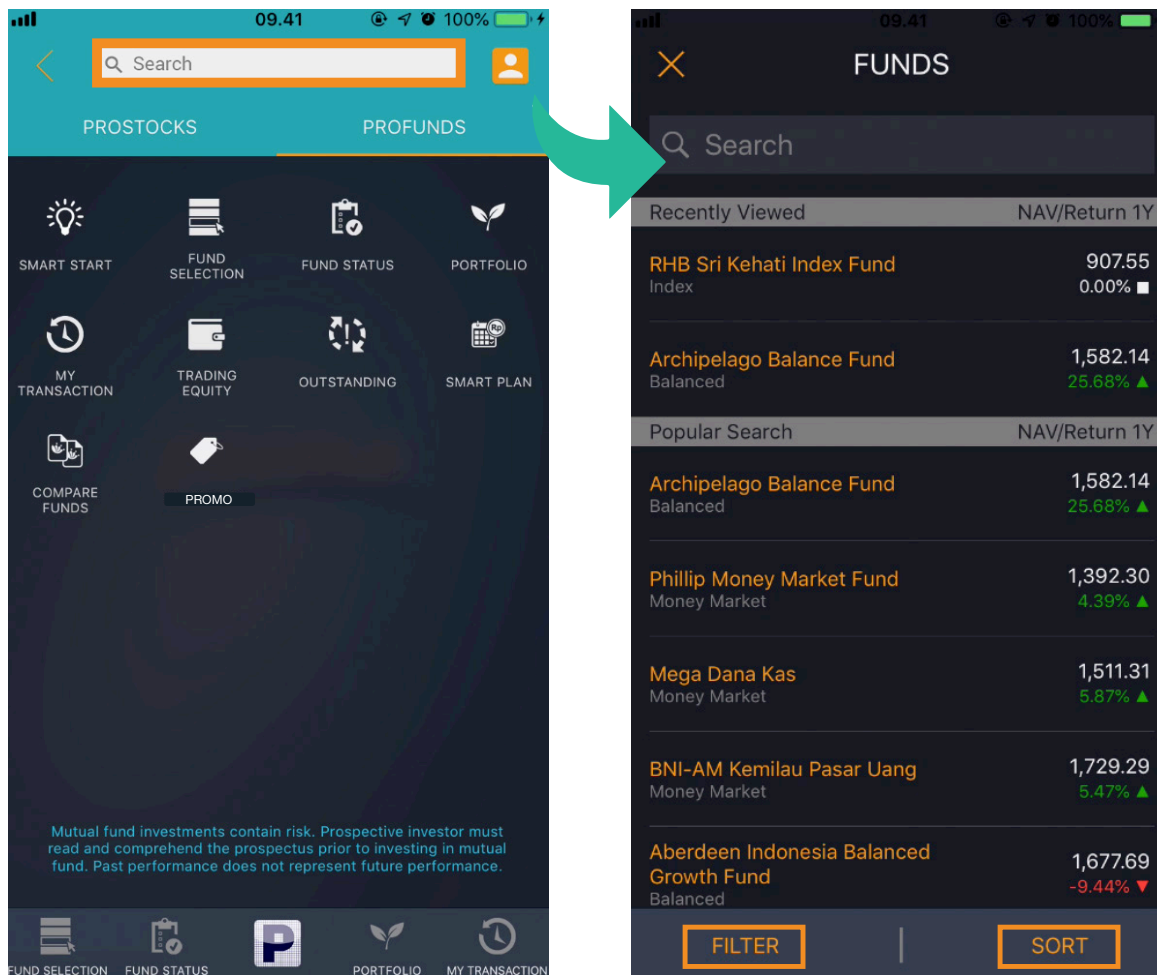 09.41
100%
Search
PROSTOCKS
PROFUNDS
SMART START
FUND
SELECTION
FUND STATUS
PORTFOLIO
MY
TRANSACTION
TRADING
EQUITY
OUTSTANDING
Rp
SMART PLAN
COMPARE
FUNDS
PROMO
Mutual fund investments contain risk. Prospective investor must
read and comprehend the prospectus prior to investing in mutual
fund. Past performance does not represent future performance.
FUND SELECTION
FUND STATUS
P
PORTFOLIO
MY TRANSACTION
09.41
100%
FUNDS
Search
Recently Viewed NAV/Return 1Y
RHB Sri Kehati Index Fund 907.55
Index 0.00%
Archipelago Balance Fund 1,582.14
Balanced 25.68% ▲
Popular Search NAV/Return 1Y
Archipelago Balance Fund 1,582.14
Balanced 25.68% ▲
Phillip Money Market Fund 1,392.30
Money Market 4.39% ▲
Mega Dana Kas 1,511.31
Money Market 5.87% ▲
BNI-AM Kemilau Pasar Uang 1,729.29
Money Market 5.47% ▲
Aberdeen Indonesia Balanced
Growth Fund 1,677.69
Balanced -9.44% ▼
FILTER | SORT